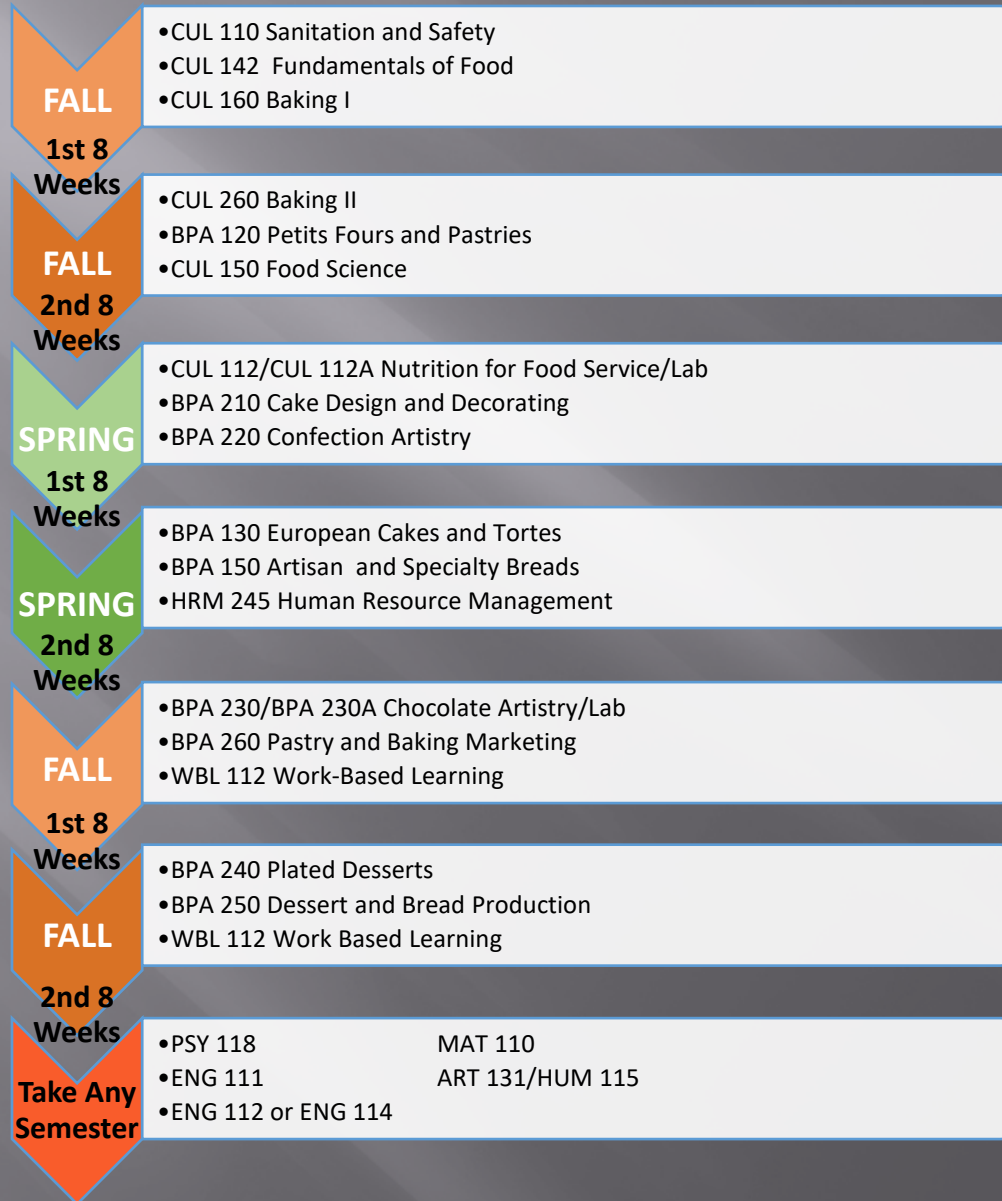 FALL
1st 8
Weeks
•CUL 110 Sanitation and Safety
•CUL 142  Fundamentals of Food
•CUL 160 Baking I
FALL
2nd 8
Weeks
•CUL 260 Baking II
•BPA 120 Petits Fours and Pastries
•CUL 150 Food Science
SPRING
1st 8
Weeks
•CUL 112/CUL 112A Nutrition for Food Service/Lab
•BPA 210 Cake Design and Decorating
•BPA 220 Confection Artistry
SPRING
2nd 8
Weeks
•BPA 130 European Cakes and Tortes
•BPA 150 Artisan  and Specialty Breads
•HRM 245 Human Resource Management
FALL
1st 8
Weeks
•BPA 230/BPA 230A Chocolate Artistry/Lab
•BPA 260 Pastry and Baking Marketing
•WBL 112 Work-Based Learning
FALL
2nd 8
Weeks
•BPA 240 Plated Desserts
•BPA 250 Dessert and Bread Production
•WBL 112 Work Based Learning
Take Any
Semester
•PSY 118 MAT 110
•ENG 111 ART 131/HUM 115
•ENG 112 or ENG 114